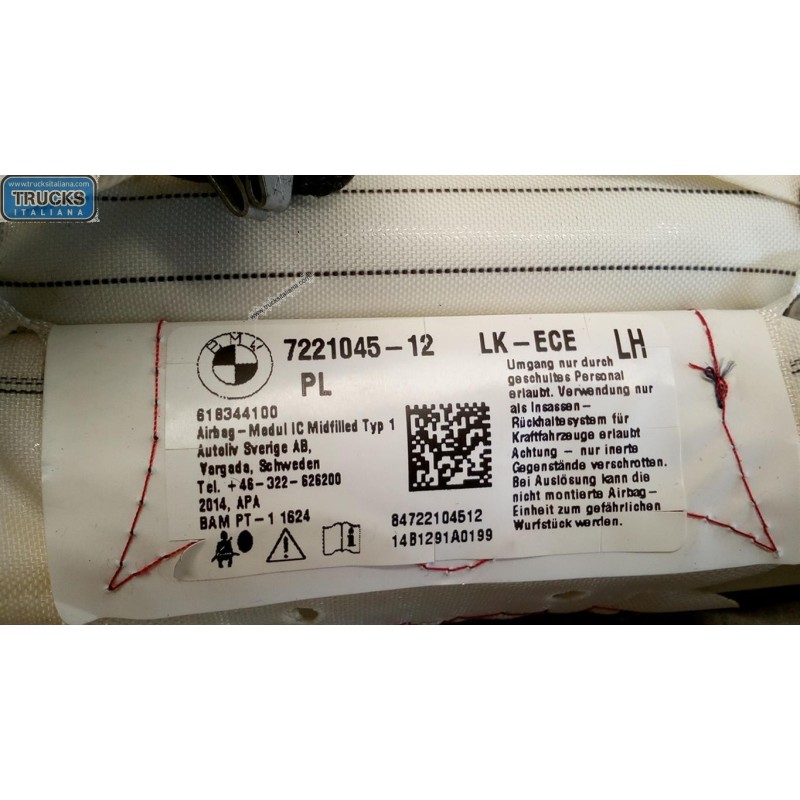 www.trucksitaliana.com
TRUCKS
ITALIANA
www.trucksitaliana.com
BMW
7221045-12 LK-ECE LH
PL
618344100
Airbag-Modul IC Midfilled Typ 1
Autoliv Sverige AB,
Vargada, Schweden
Tel. +46-322-626200
2014, APA
BAM PT-1 1624
84722104512
14B1291A0199
Umgang nur durch
geschultes Personal
erlaubt. Verwendung nur
als Insassen-
Rückhaltesystem für
Kraftfahrzeuge erlaubt
Achtung - nur inerte
Gegenstände verschrotten.
Bei Auslösung kann die
nicht montierte Airbag-
Einheit zum gefährlichen
Wurfstück werden.